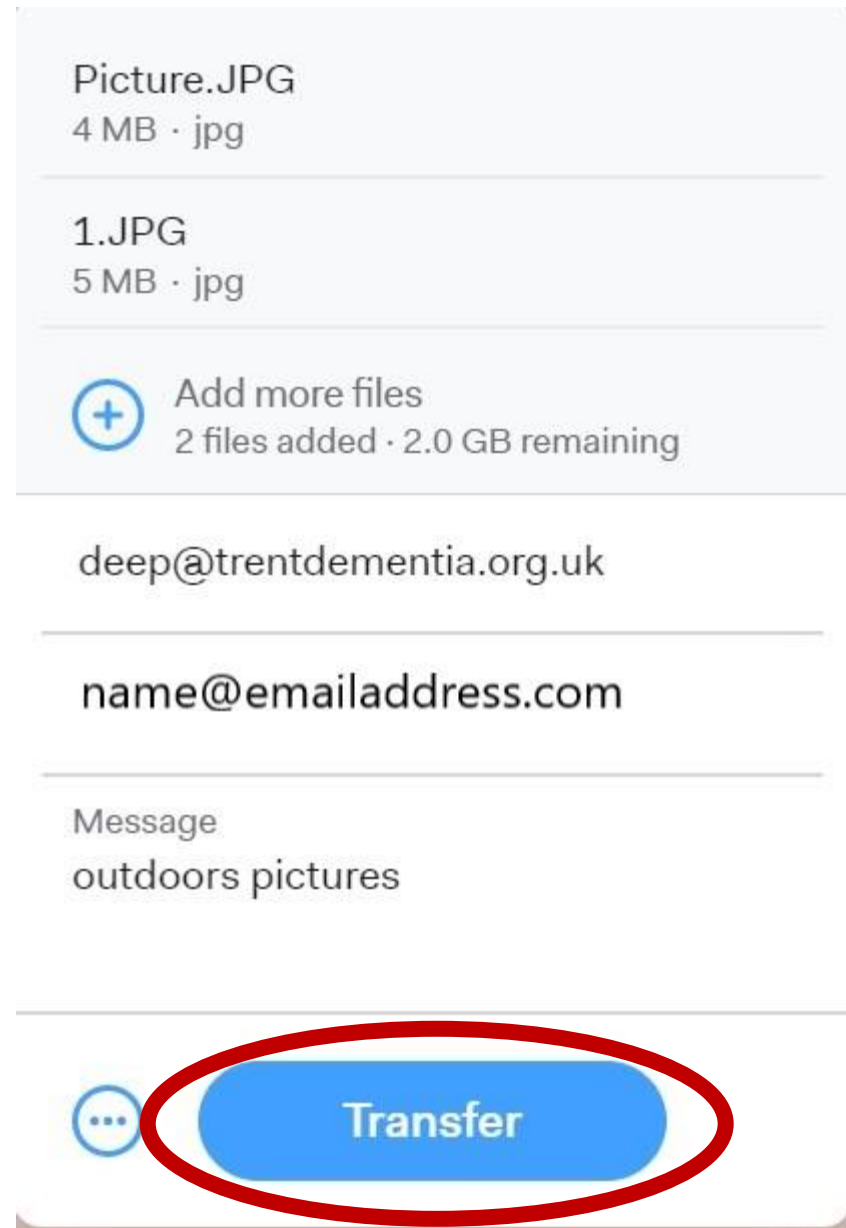 Picture.JPG
4 MB · jpg
1.JPG
5 MB · jpg
Add more files
2 files added · 2.0 GB remaining
deep@trentdementia.org.uk
name@emailaddress.com
Message
outdoors pictures
Transfer